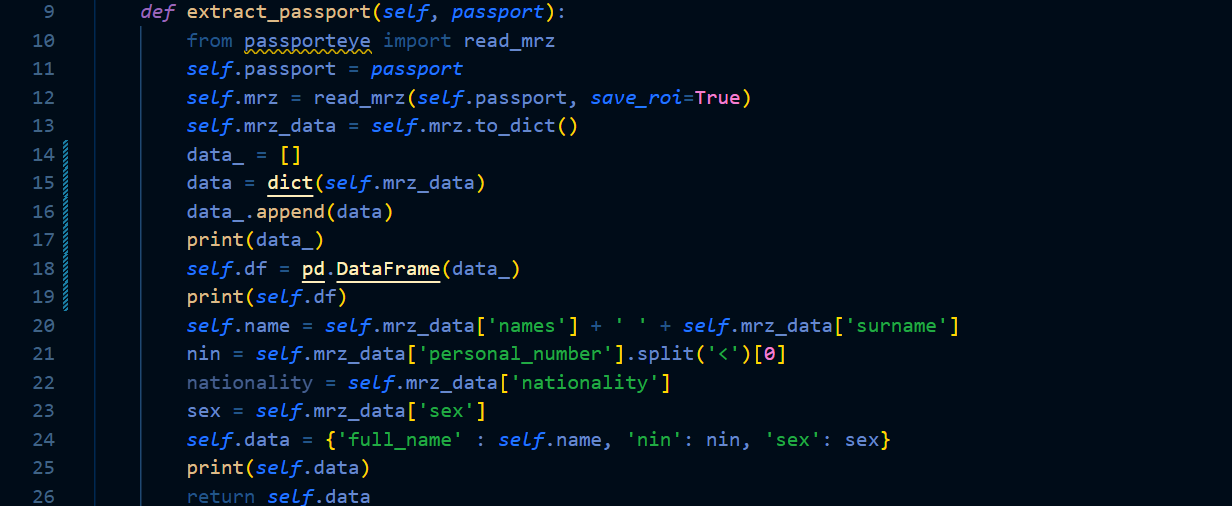 9 def extract_passport(self, passport):
10 from passporteye import read_mrz
11 self.passport = passport
12 self.mrz = read_mrz(self.passport, save_roi=True)
13 self.mrz_data = self.mrz.to_dict()
14 data_ = []
15 data = dict(self.mrz_data)
16 data_.append(data)
17 print(data_)
18 self.df = pd.DataFrame(data_)
19 print(self.df)
20 self.name = self.mrz_data['names'] + ' ' + self.mrz_data['surname']
21 nin = self.mrz_data['personal_number'].split('<')[0]
22 nationality = self.mrz_data['nationality']
23 sex = self.mrz_data['sex']
24 self.data = {'full_name' : self.name, 'nin': nin, 'sex': sex}
25 print(self.data)
26 return self.data